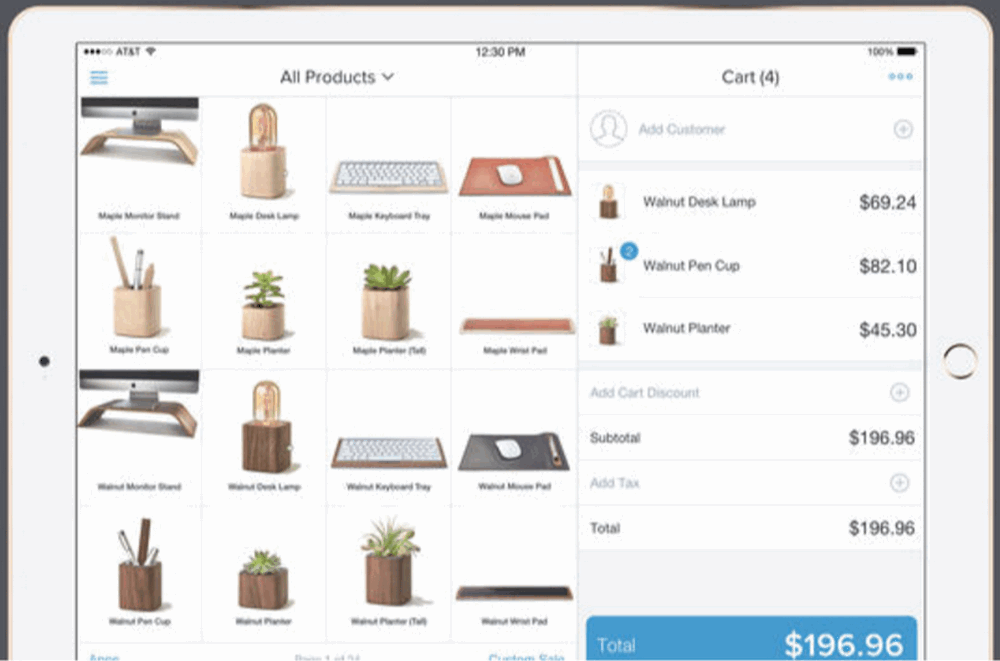 AT&T
12:30 PM
100%
All Products
Cart (4)
Add Customer
Maple Monitor Stand
Maple Desk Lamp
Maple Keyboard Tray
Maple Mouse Pad
Maple Pen Cup
Maple Planter
Maple Planter (Tall)
Maple Wrist Pad
Walnut Monitor Stand
Walnut Desk Lamp
Walnut Keyboard Tray
Walnut Mouse Pad
Walnut Pen Cup
Walnut Planter
Walnut Planter (Tall)
Walnut Wrist Pad
Walnut Desk Lamp $69.24
2
Walnut Pen Cup $82.10
Walnut Planter $45.30
Add Cart Discount
Subtotal $196.96
Add Tax
Total $196.96
Total $196.96
Apps
Custom Sale